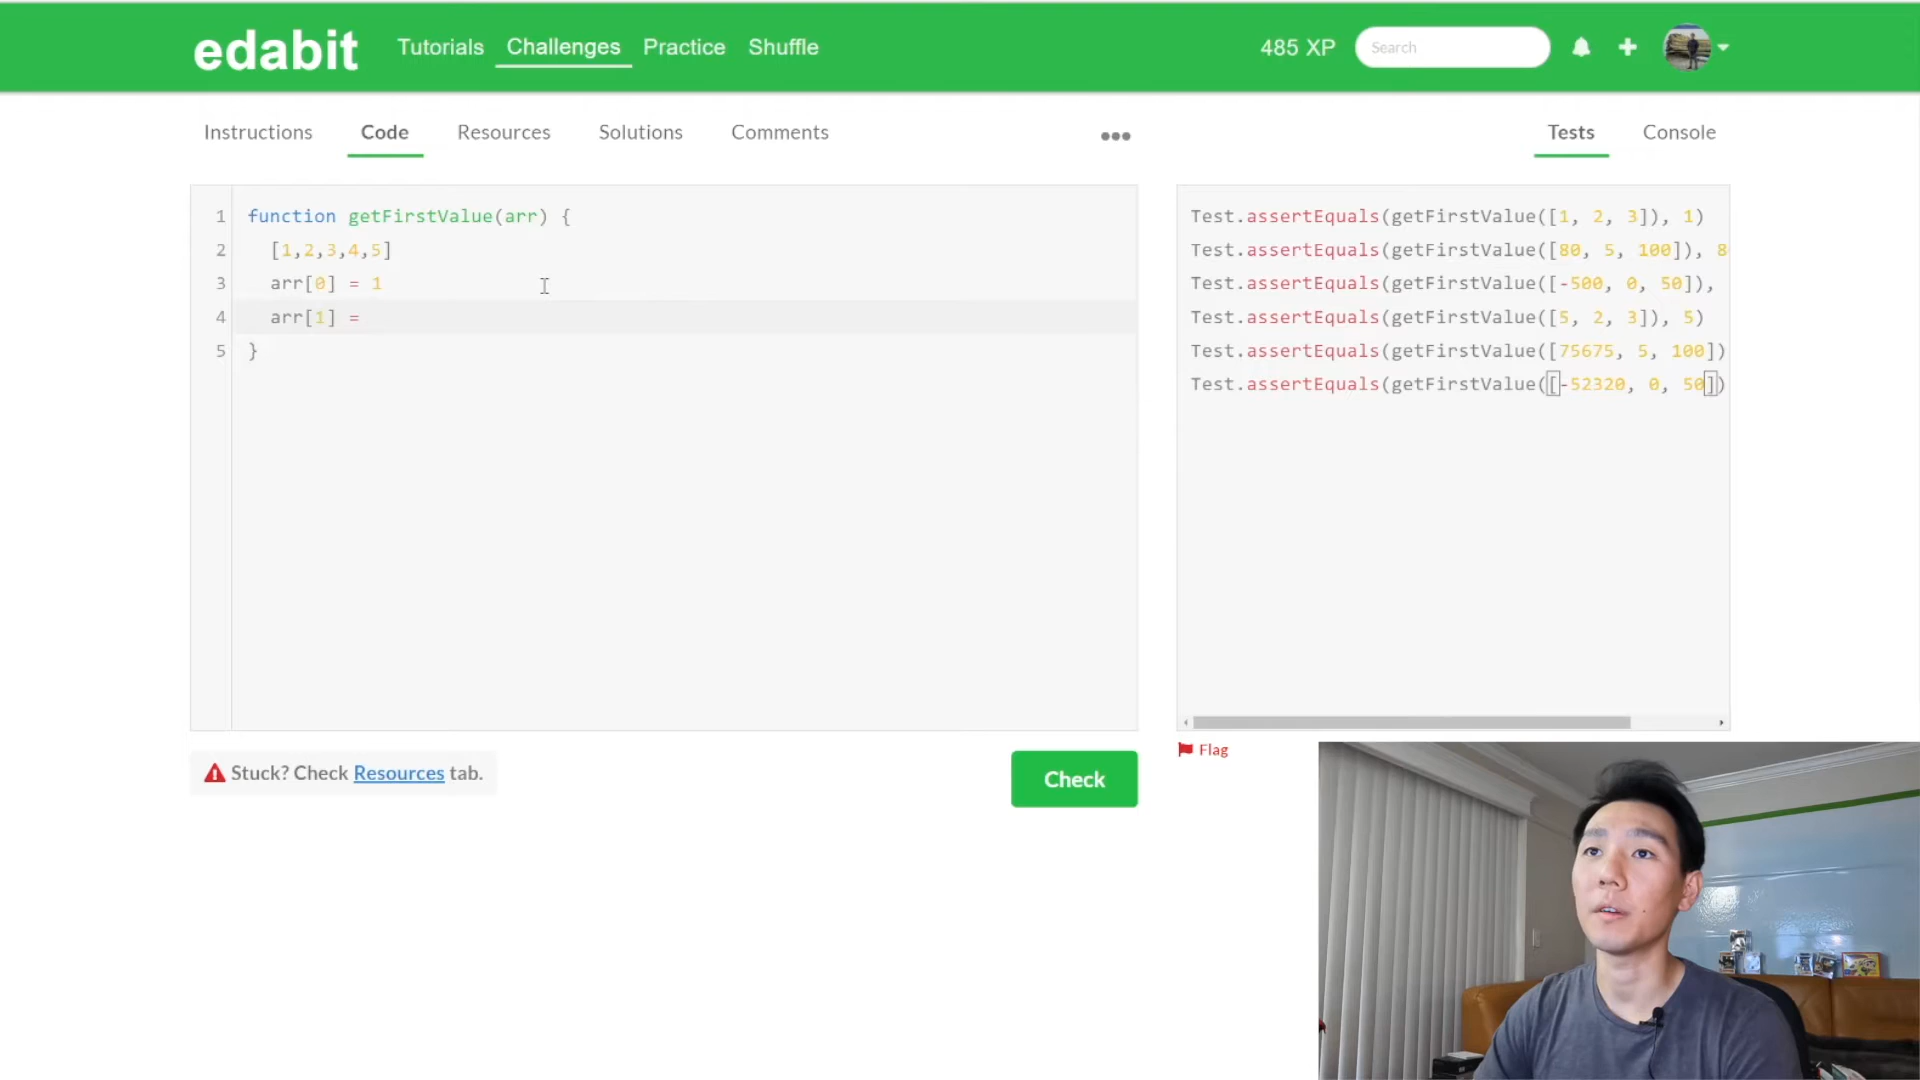 edabit Tutorials Challenges Practice Shuffle 485 XP Search
Instructions Code Resources Solutions Comments Tests Console
1 function getFirstValue(arr) {
2 [1,2,3,4,5]
3 arr[0] = 1
4 arr[1] =
5 }
Test.assertEquals(getFirstValue([1, 2, 3]), 1)
Test.assertEquals(getFirstValue([80, 5, 100]), 8
Test.assertEquals(getFirstValue([-500, 0, 50]),
Test.assertEquals(getFirstValue([5, 2, 3]), 5)
Test.assertEquals(getFirstValue([75675, 5, 100])
Test.assertEquals(getFirstValue([-52320, 0, 50])
Stuck? Check Resources tab.
Check
Flag